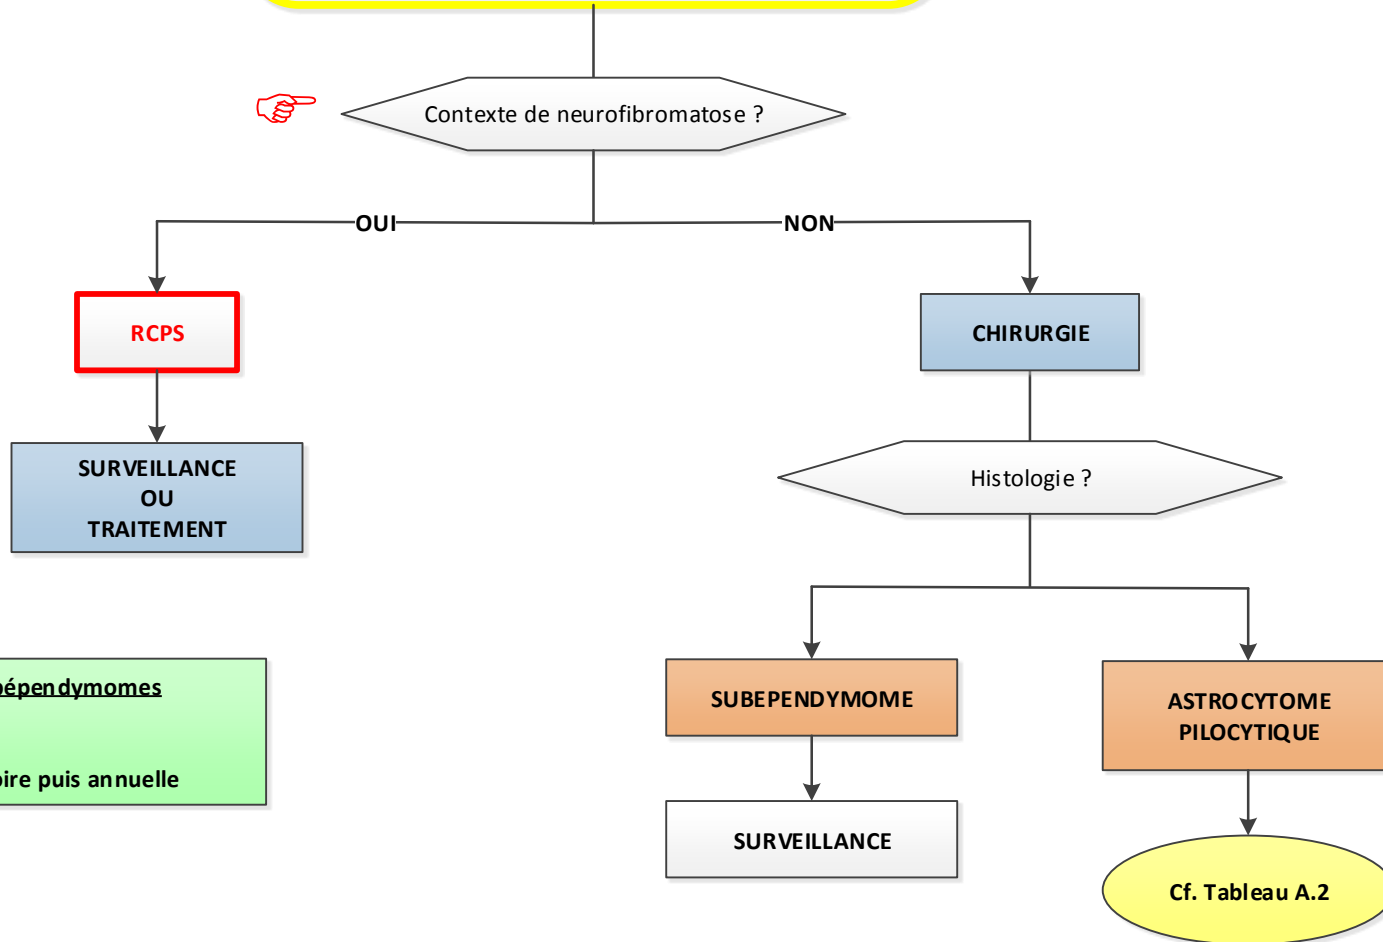 Contexte de neurofibromatose ?
OUI
NON
RCPS
CHIRURGIE
SURVEILLANCE
OU
TRAITEMENT
Histologie ?
SUBEPENDYMOME
ASTROCYTOME
PILOCYTIQUE
épendymomes
puis annuelle
SURVEILLANCE
Cf. Tableau A.2